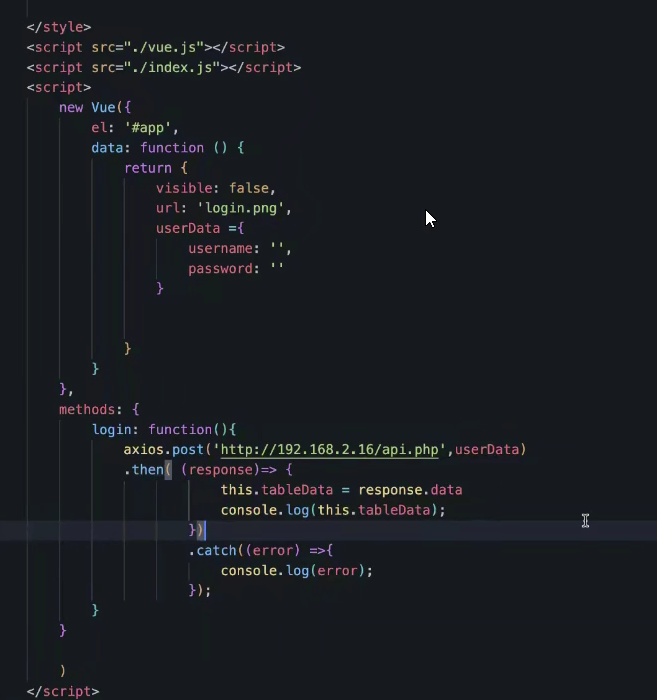 </style>
<script src="./vue.js"></script>
<script src="./index.js"></script>
<script>
new Vue({
el: '#app',
data: function () {
return {
visible: false,
url: 'login.png',
userData ={
username: '',
password: ''
}
}
}
},
methods: {
login: function(){
axios.post('http://192.168.2.16/api.php',userData)
.then( (response)=> {
this.tableData = response.data
console.log(this.tableData);
})
.catch((error) =>{
console.log(error);
});
}
}
)
</script>